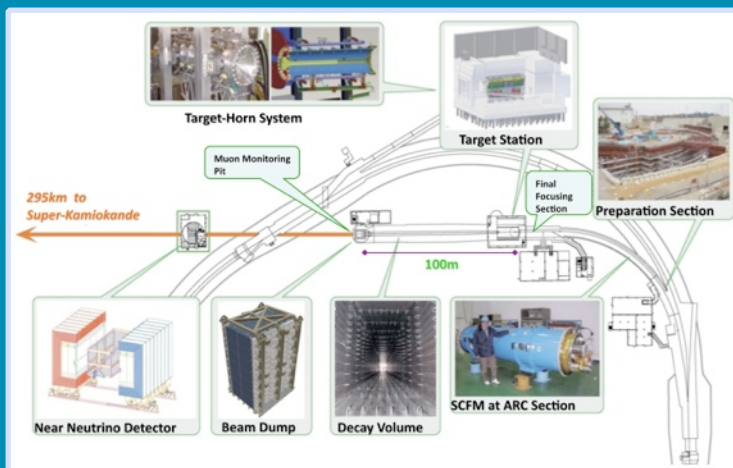 Target-Horn System
Target Station
Muon Monitoring
Pit
Final
Focusing
Section
Preparation Section
295km to
Super-Kamiokande
100m
Near Neutrino Detector
Beam Dump
Decay Volume
SCFM at ARC Section